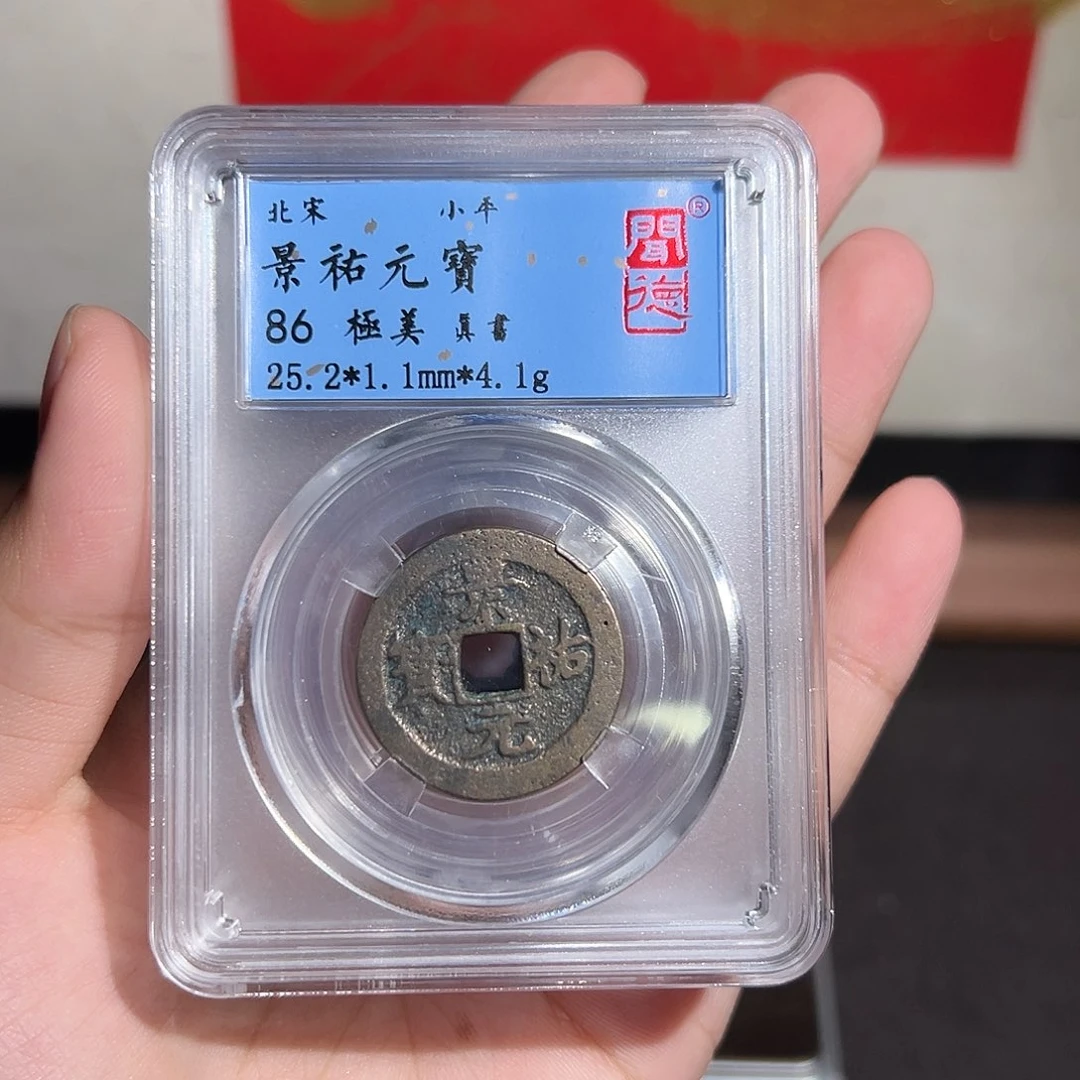 北宋 小平
景祐元寶
86 極美 眞書
25.2*1.1mm*4.1g
聞德
®
景祐元寶